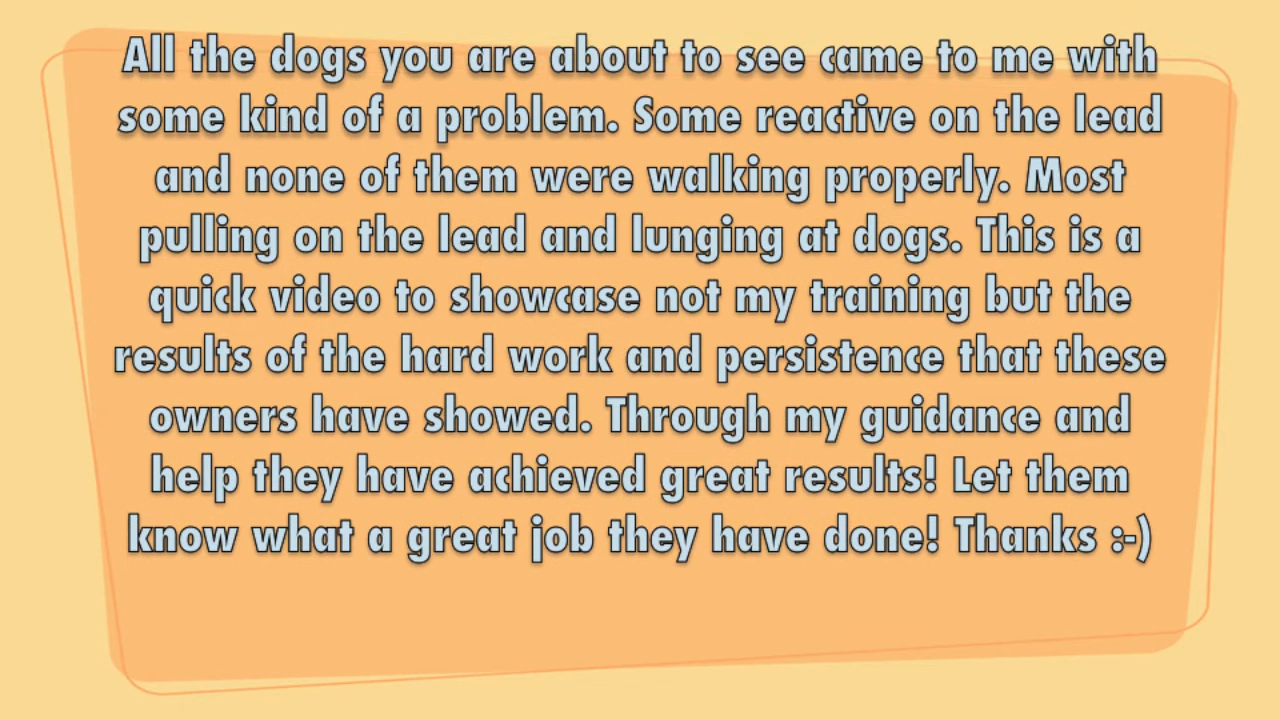 All the dogs you are about to see came to me with
some kind of a problem. Some reactive on the lead
and none of them were walking properly. Most
pulling on the lead and lunging at dogs. This is a
quick video to showcase not my training but the
results of the hard work and persistence that these
owners have showed. Through my guidance and
help they have achieved great results! Let them
know what a great job they have done! Thanks :-)